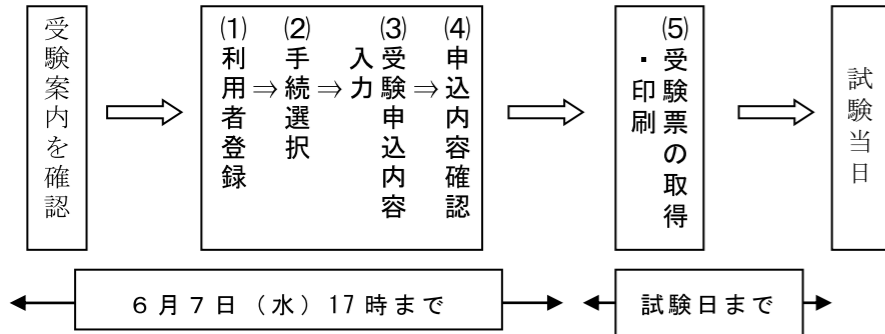 受験案内を確認
⑴利用者登録
⇒
⑵手続選択
⇒
⑶受験申込内容
入力
⇒
⑷申込内容確認
⑸受験票の取得
・印刷
試験当日
６月７日（水）17時まで
試験日まで